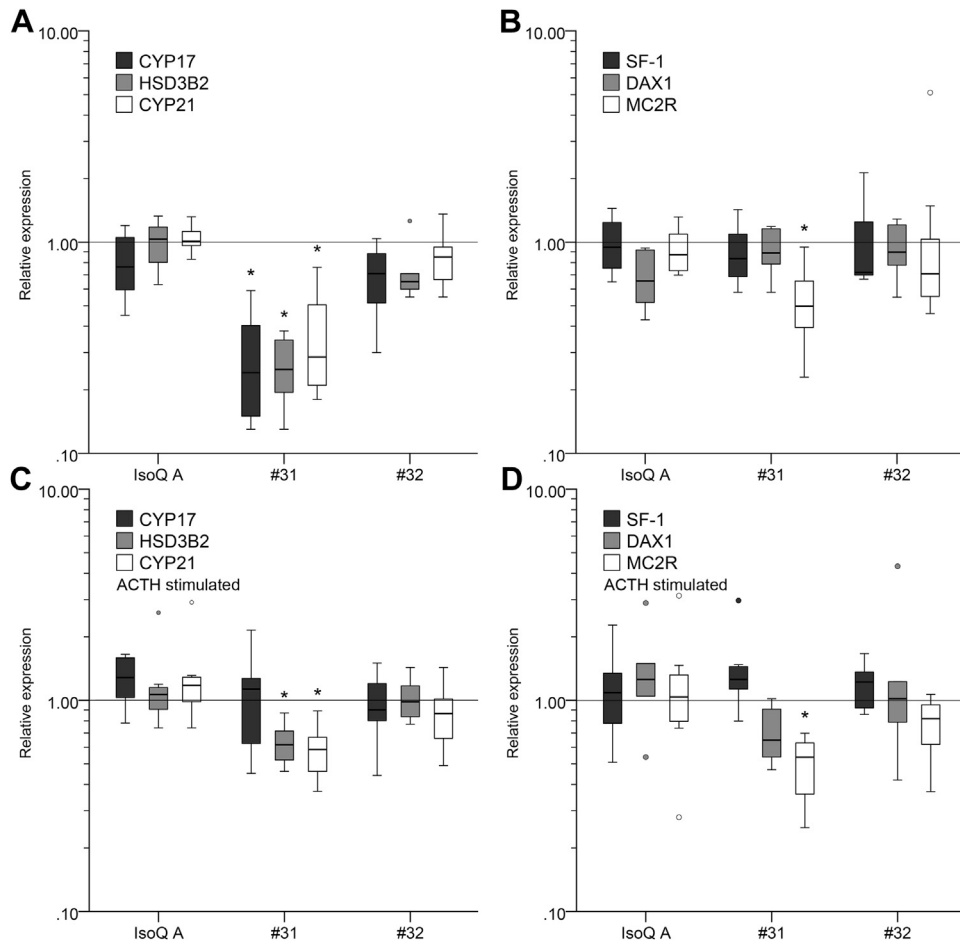 A
10.00
CYP17
HSD3B2
CYP21
Relative expression
1.00
*
*
*
.10
IsoQ A #31 #32
B
10.00
SF-1
DAX1
MC2R
Relative expression
1.00
*
.10
IsoQ A #31 #32
C
10.00
CYP17
HSD3B2
CYP21
ACTH stimulated
Relative expression
1.00
*
*
.10
IsoQ A #31 #32
D
10.00
SF-1
DAX1
MC2R
ACTH stimulated
Relative expression
1.00
*
.10
IsoQ A #31 #32